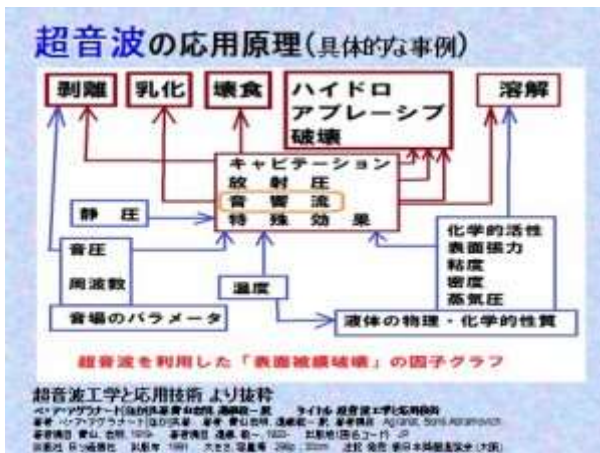 超音波の応用原理(具体的な事例)
剥離 乳化 壊食 ハイドロ
アブレーシブ
破壊 溶解
キャビテーション
放射圧
音響流
特殊効果
静圧
音圧
周波数
音場のパラメータ
温度
化学的活性
表面張力
粘度
密度
蒸気圧
液体の物理・化学的性質
超音波を利用した「表面被膜破壊」の因子グラフ
超音波工学と応用技術 より抜粋